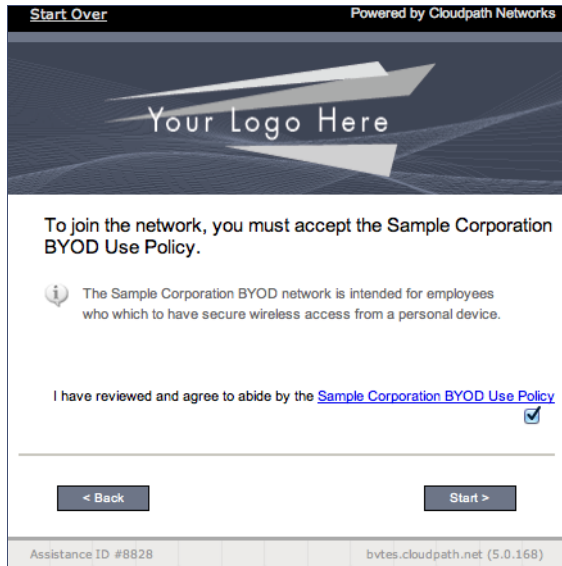 Start Over
Powered by Cloudpath Networks
Your Logo Here
To join the network, you must accept the Sample Corporation
BYOD Use Policy.
i
The Sample Corporation BYOD network is intended for employees
who which to have secure wireless access from a personal device.
I have reviewed and agree to abide by the Sample Corporation BYOD Use Policy
< Back
Start >
Assistance ID #8828
bvtes.cloudpath.net (5.0.168)